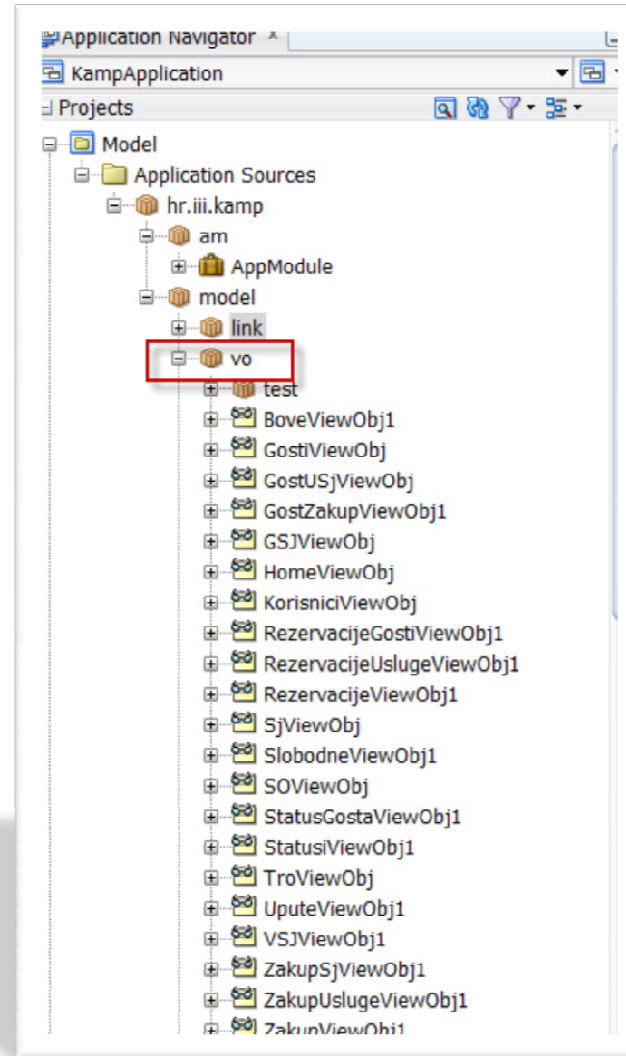 Application Navigator
KampApplication
Projects
Model
Application Sources
hr.iii.kamp
am
AppModule
model
link
vo
test
BoveViewObj1
GostiViewObj
GostUSjViewObj
GostZakupViewObj1
GSJViewObj
HomeViewObj
KorisniciViewObj
RezervacijeGostiViewObj1
RezervacijeUslugeViewObj1
RezervacijeViewObj1
SjViewObj
SlobodneViewObj1
SOViewObj
StatusGostaViewObj1
StatusiViewObj1
TroViewObj
UputeViewObj1
VSJViewObj1
ZakupSjViewObj1
ZakupUslugeViewObj1
ZakupViewObj1